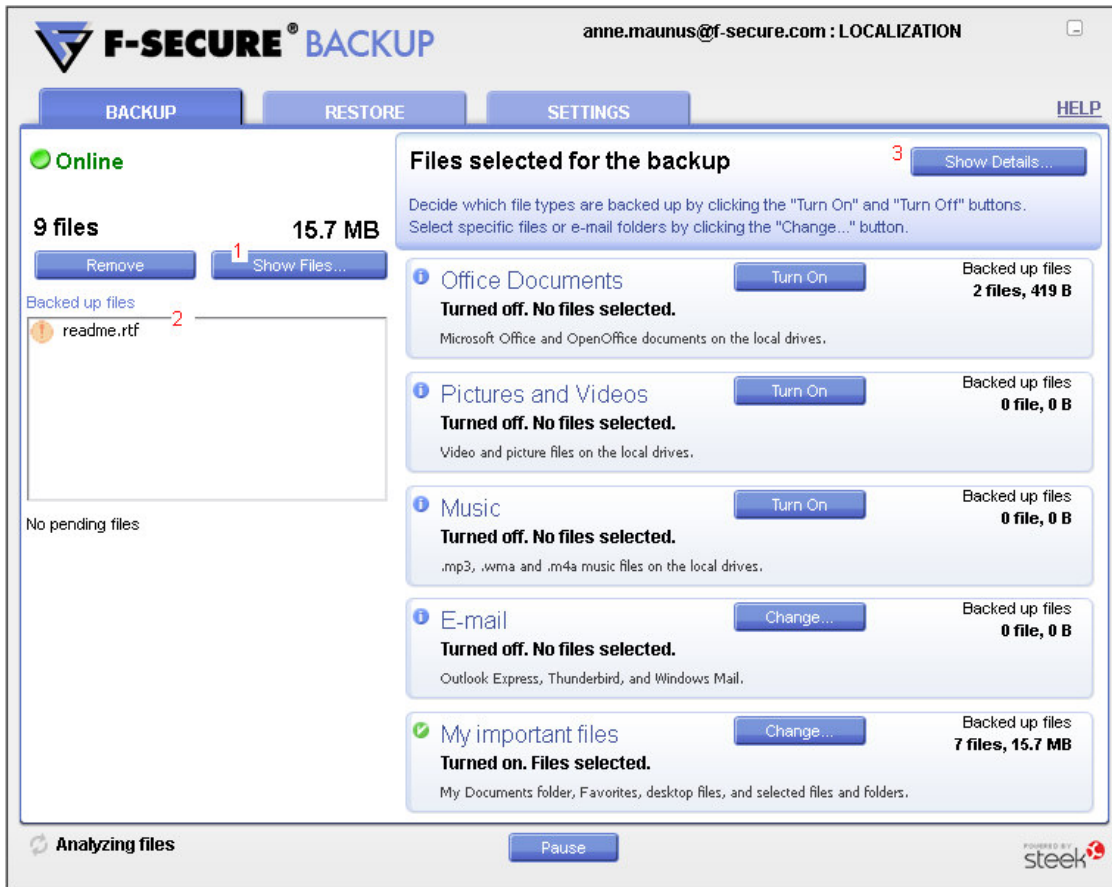 F-SECURE® BACKUP
anne.maunus@f-secure.com : LOCALIZATION
BACKUP
RESTORE
SETTINGS
HELP
Online
9 files 15.7 MB
1
Remove
Show Files...
Backed up files
2
readme.rtf
No pending files
Files selected for the backup
3
Show Details...
Decide which file types are backed up by clicking the "Turn On" and "Turn Off" buttons.
Select specific files or e-mail folders by clicking the "Change..." button.
Office Documents
Turn On
Backed up files
2 files, 419 B
Turned off. No files selected.
Microsoft Office and OpenOffice documents on the local drives.
Pictures and Videos
Turn On
Backed up files
0 file, 0 B
Turned off. No files selected.
Video and picture files on the local drives.
Music
Turn On
Backed up files
0 file, 0 B
Turned off. No files selected.
.mp3, .wma and .m4a music files on the local drives.
E-mail
Change...
Backed up files
0 file, 0 B
Turned off. No files selected.
Outlook Express, Thunderbird, and Windows Mail.
My important files
Change...
Backed up files
7 files, 15.7 MB
Turned on. Files selected.
My Documents folder, Favorites, desktop files, and selected files and folders.
Analyzing files
Pause
POWERED BY
steek